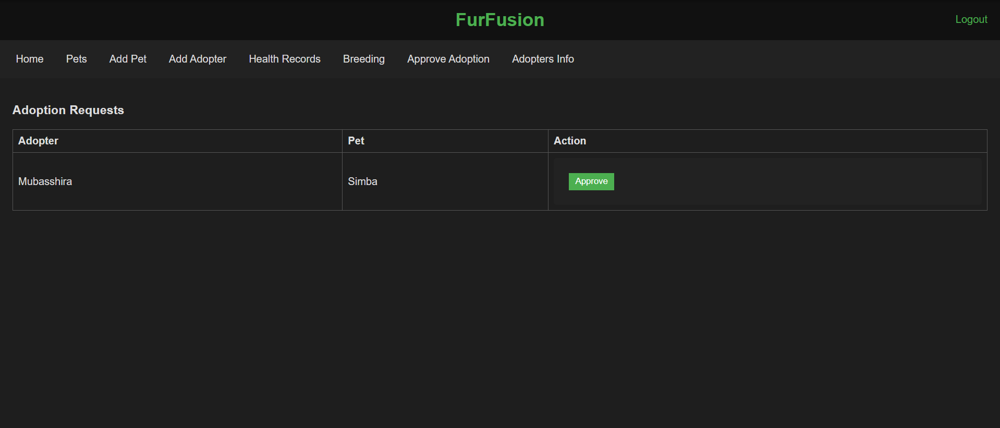 FurFusion
Logout
Home Pets Add Pet Add Adopter Health Records Breeding Approve Adoption Adopters Info
Adoption Requests
Adopter Pet Action
Mubasshira Simba Approve